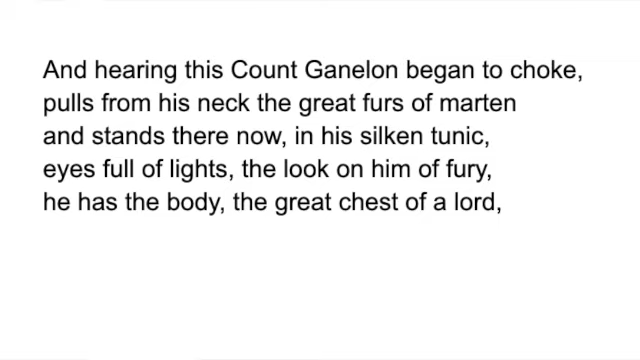 And hearing this Count Ganelon began to choke,
pulls from his neck the great furs of marten
and stands there now, in his silken tunic,
eyes full of lights, the look on him of fury,
he has the body, the great chest of a lord,